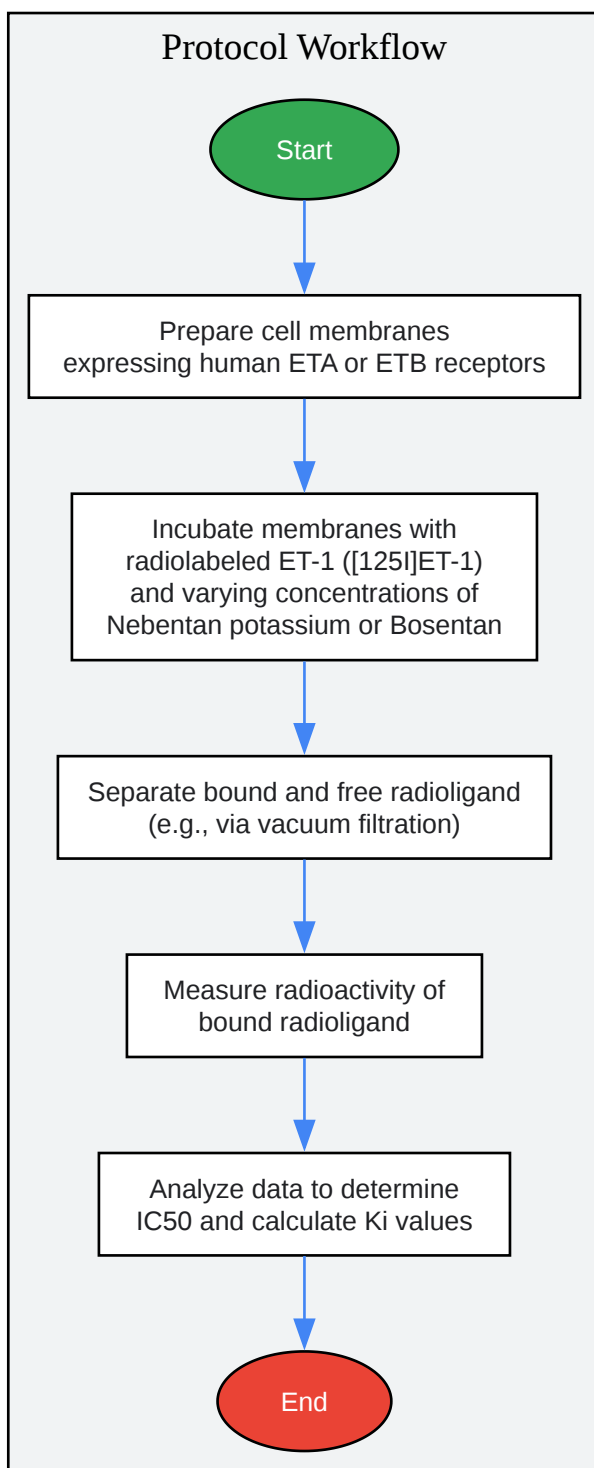 Protocol Workflow
Start
Prepare cell membranes
expressing human ETA or ETB receptors
Incubate membranes with
radiolabeled ET-1 ([125I]ET-1)
and varying concentrations of
Nebentan potassium or Bosentan
Separate bound and free radioligand
(e.g., via vacuum filtration)
Measure radioactivity of
bound radioligand
Analyze data to determine
IC50 and calculate Ki values
End